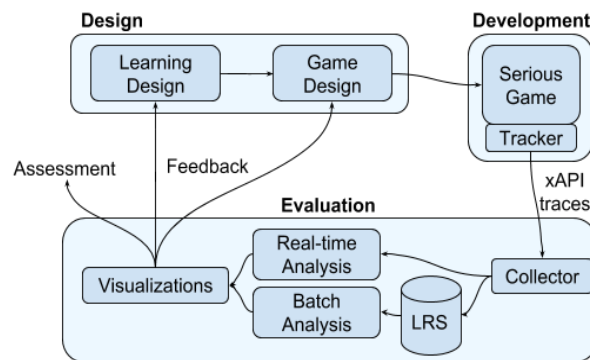 Design
Development
Learning
Design
Game
Design
Serious
Game
Tracker
Assessment
Feedback
xAPI
traces
Evaluation
Real-time
Analysis
Visualizations
Collector
Batch
Analysis
LRS